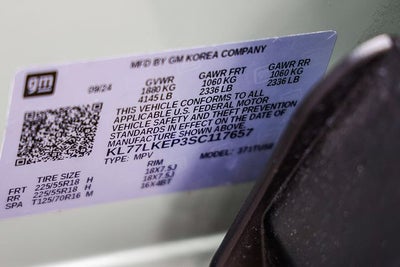 gm
MFD BY GM KOREA COMPANY
09/24
GVWR GAWR FRT GAWR RR
1880 KG 1060 KG 1060 KG
4145 LB 2336 LB 2336 LB
THIS VEHICLE CONFORMS TO ALL
APPLICABLE U.S. FEDERAL MOTOR
VEHICLE SAFETY AND THEFT PREVENTION
STANDARDS IN EFFECT ON THE DATE OF
MANUFACTURE SHOWN ABOVE.
KL77LKEP3SC117657
TYPE: MPV MODEL:
TIRE SIZE RIM
FRT 225/55R18 H 18X7.5J
RR 225/55R18 H 18X7.5J
SPA T125/70R16 M 16X4BT